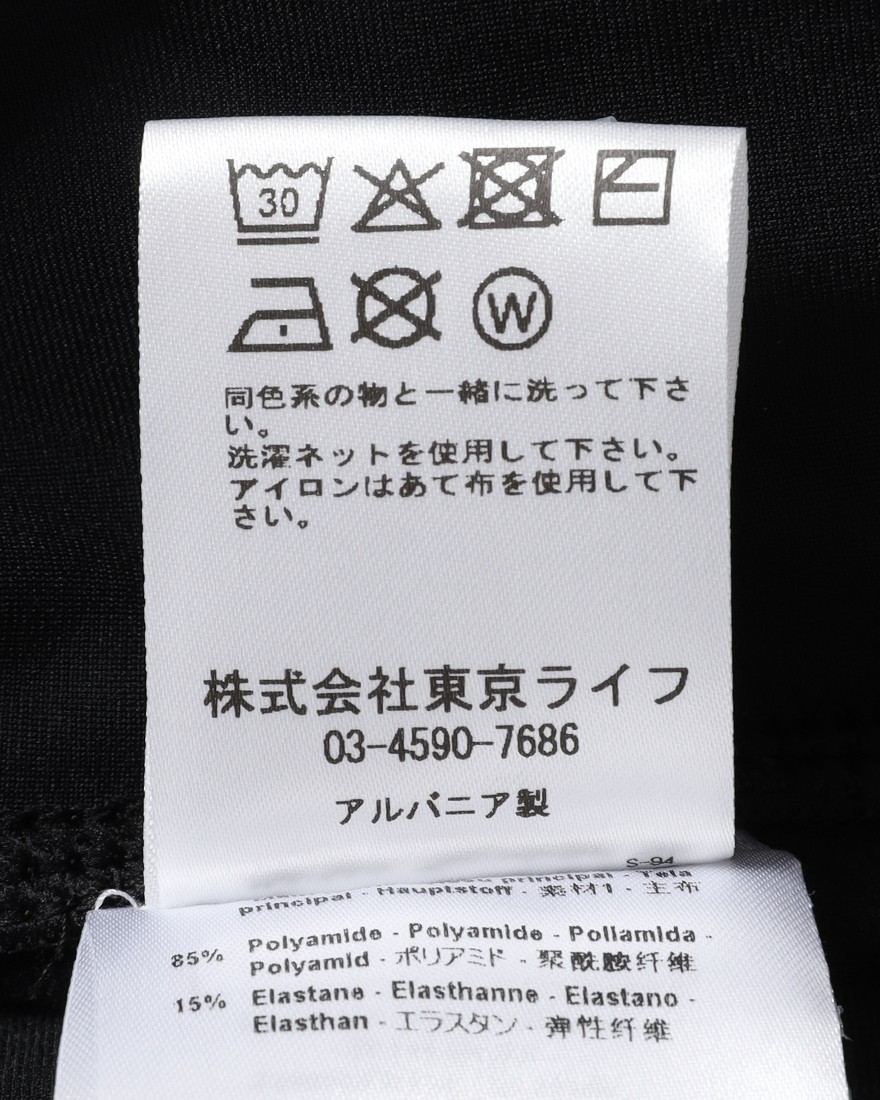 30
W
同色系の物と一緒に洗って下さ
い。
洗濯ネットを使用して下さい。
アイロンはあて布を使用して下
さい。
株式会社東京ライフ
03-4590-7686
アルバニア製
S-94
principal · Tela
principal · Hauptstoff · 素材1 · 主布
85% Polyamide - Polyamide - Poliamida -
Polyamid - ポリアミド - 聚酰胺纤维
15% Elastane - Elasthanne - Elastano -
Elasthan - エラスタン - 弹性纤维